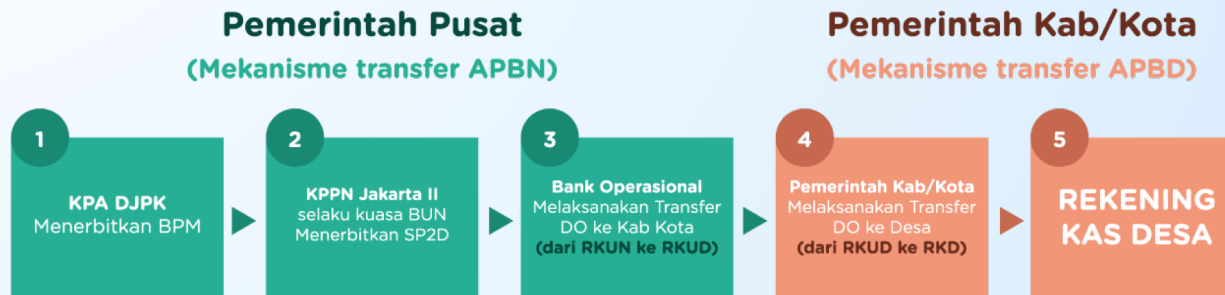 Pemerintah Pusat
(Mekanisme transfer APBN)
Pemerintah Kab/Kota
(Mekanisme transfer APBD)
1
KPA DJPK
Menerbitkan BPM
2
KPPN Jakarta II
selaku kuasa BUN
Menerbitkan SP2D
3
Bank Operasional
Melaksanakan Transfer
DO ke Kab Kota
(dari RKUN ke RKUD)
4
Pemerintah Kab/Kota
Melaksanakan Transfer
DO ke Desa
(dari RKUD ke RKD)
5
REKENING
KAS DESA